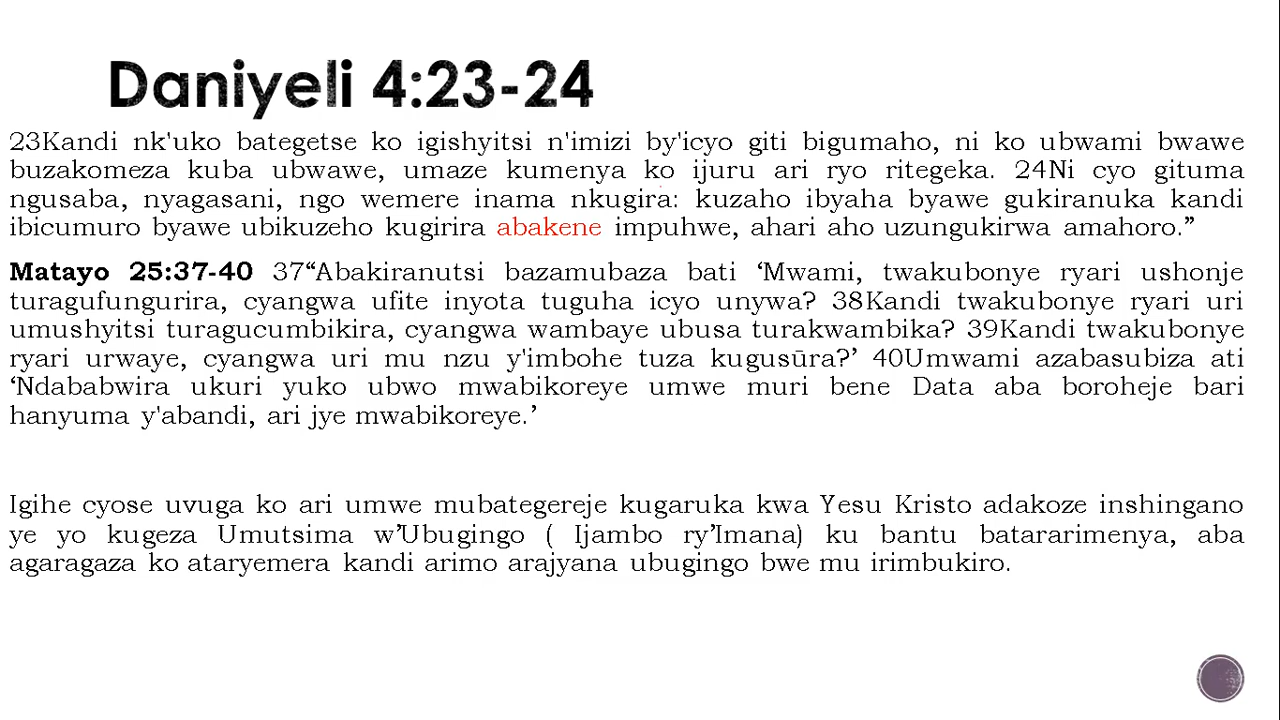 Daniyeli 4:23-24
23Kandi nk'uko bategetse ko igishyitsi n'imizi by'icyo giti bigumaho, ni ko ubwami bwawe
buzakomeza kuba ubwawe, umaze kumenya ko ijuru ari ryo ritegeka. 24Ni cyo gituma
ngusaba, nyagasani, ngo wemere inama nkugira: kuzaho ibyaha byawe gukiranuka kandi
ibicumuro byawe ubikuzeho kugirira abakene impuhwe, ahari aho uzungukirwa amahoro.”
Matayo 25:37-40 37“Abakiranutsi bazamubaza bati ‘Mwami, twakubonye ryari ushonje
turagufungurira, cyangwa ufite inyota tuguha icyo unywa? 38Kandi twakubonye ryari uri
umushyitsi turagucumbikira, cyangwa wambaye ubusa turakwambika? 39Kandi twakubonye
ryari urwaye, cyangwa uri mu nzu y'imbohe tuza kugusūra?’ 40Umwami azabasubiza ati
‘Ndababwira ukuri yuko ubwo mwabikoreye umwe muri bene Data aba boroheje bari
hanyuma y'abandi, ari jye mwabikoreye.’
Igihe cyose uvuga ko ari umwe mubategereje kugaruka kwa Yesu Kristo adakoze inshingano
ye yo kugeza Umutsima w’Ubugingo ( Ijambo ry’Imana) ku bantu batararimenya, aba
agaragaza ko ataryemera kandi arimo arajyana ubugingo bwe mu irimbukiro.